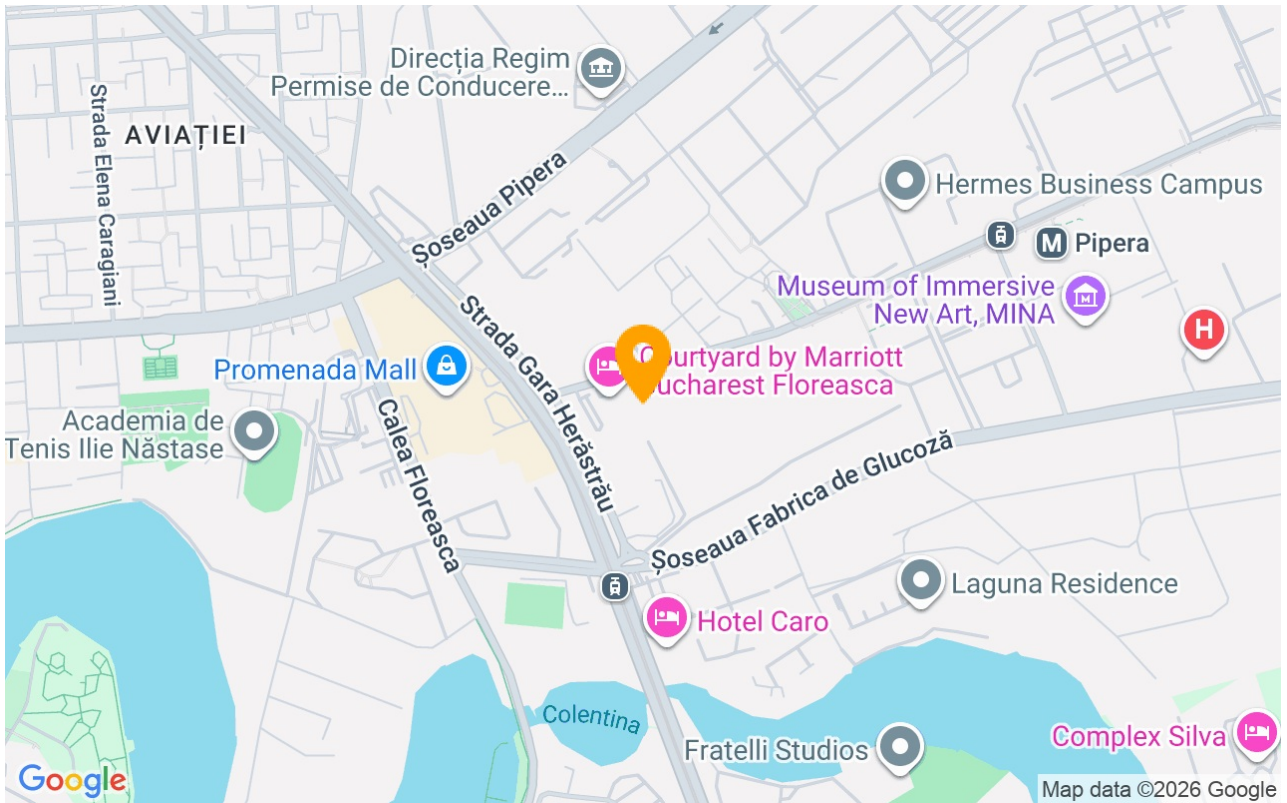 Direcția Regim
Permise de Conducere...
Strada Elena Caragiani
AVIAȚIEI
Șoseaua Pipera
Hermes Business Campus
M Pipera
Museum of Immersive
New Art, MINA
H
Strada Gara Herăstrău
Promenada Mall
Courtyard by Marriott
Bucharest Floreasca
Academia de
Tenis Ilie Năstase
Calea Floreasca
Șoseaua Fabrica de Glucoză
Laguna Residence
Hotel Caro
Colentina
Fratelli Studios
Complex Silva
Google
Map data ©2026 Google